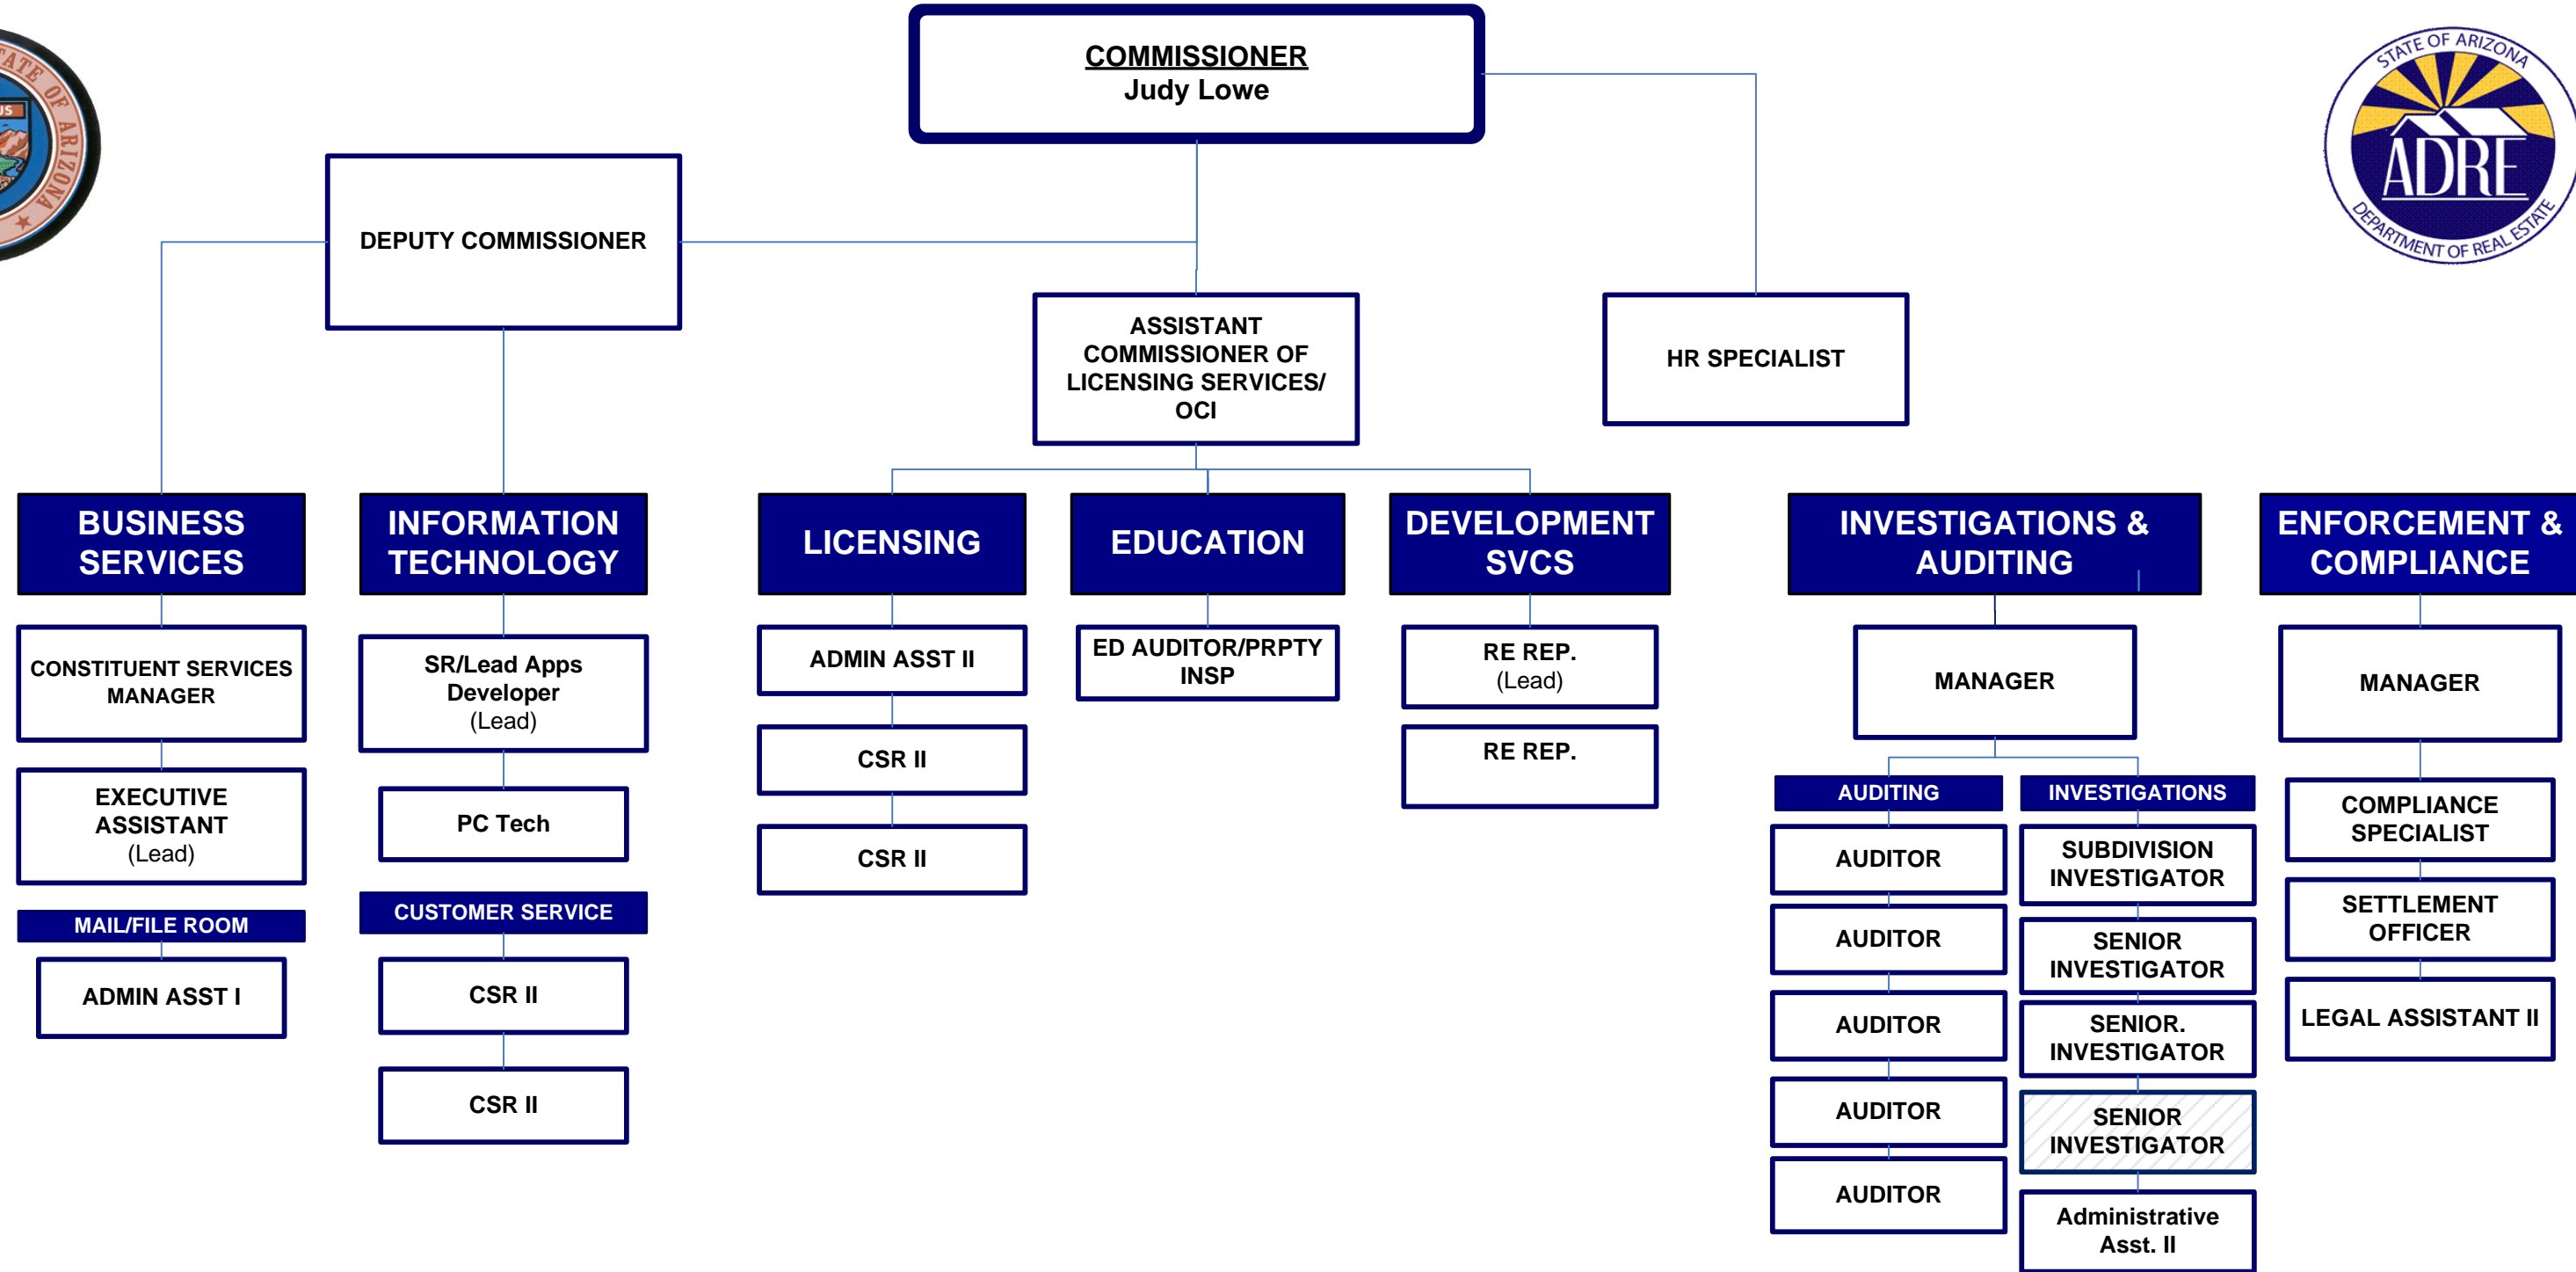 COMMISSIONER
Judy Lowe
STATE OF ARIZONA
ADRE
DEPARTMENT OF REAL ESTATE
STATE OF ARIZONA
DEPUTY COMMISSIONER
ASSISTANT
COMMISSIONER OF
LICENSING SERVICES/
OCI
HR SPECIALIST
BUSINESS
SERVICES
CONSTITUENT SERVICES
MANAGER
EXECUTIVE
ASSISTANT
(Lead)
MAIL/FILE ROOM
ADMIN ASST I
INFORMATION
TECHNOLOGY
SR/Lead Apps
Developer
(Lead)
PC Tech
CUSTOMER SERVICE
CSR II
CSR II
LICENSING
ADMIN ASST II
CSR II
CSR II
EDUCATION
ED AUDITOR/PRPTY
INSP
DEVELOPMENT
SVCS
RE REP.
(Lead)
RE REP.
INVESTIGATIONS &
AUDITING
MANAGER
AUDITING
AUDITOR
AUDITOR
AUDITOR
AUDITOR
AUDITOR
INVESTIGATIONS
SUBDIVISION
INVESTIGATOR
SENIOR
INVESTIGATOR
SENIOR.
INVESTIGATOR
SENIOR
INVESTIGATOR
Administrative
Asst. II
ENFORCEMENT &
COMPLIANCE
MANAGER
COMPLIANCE
SPECIALIST
SETTLEMENT
OFFICER
LEGAL ASSISTANT II